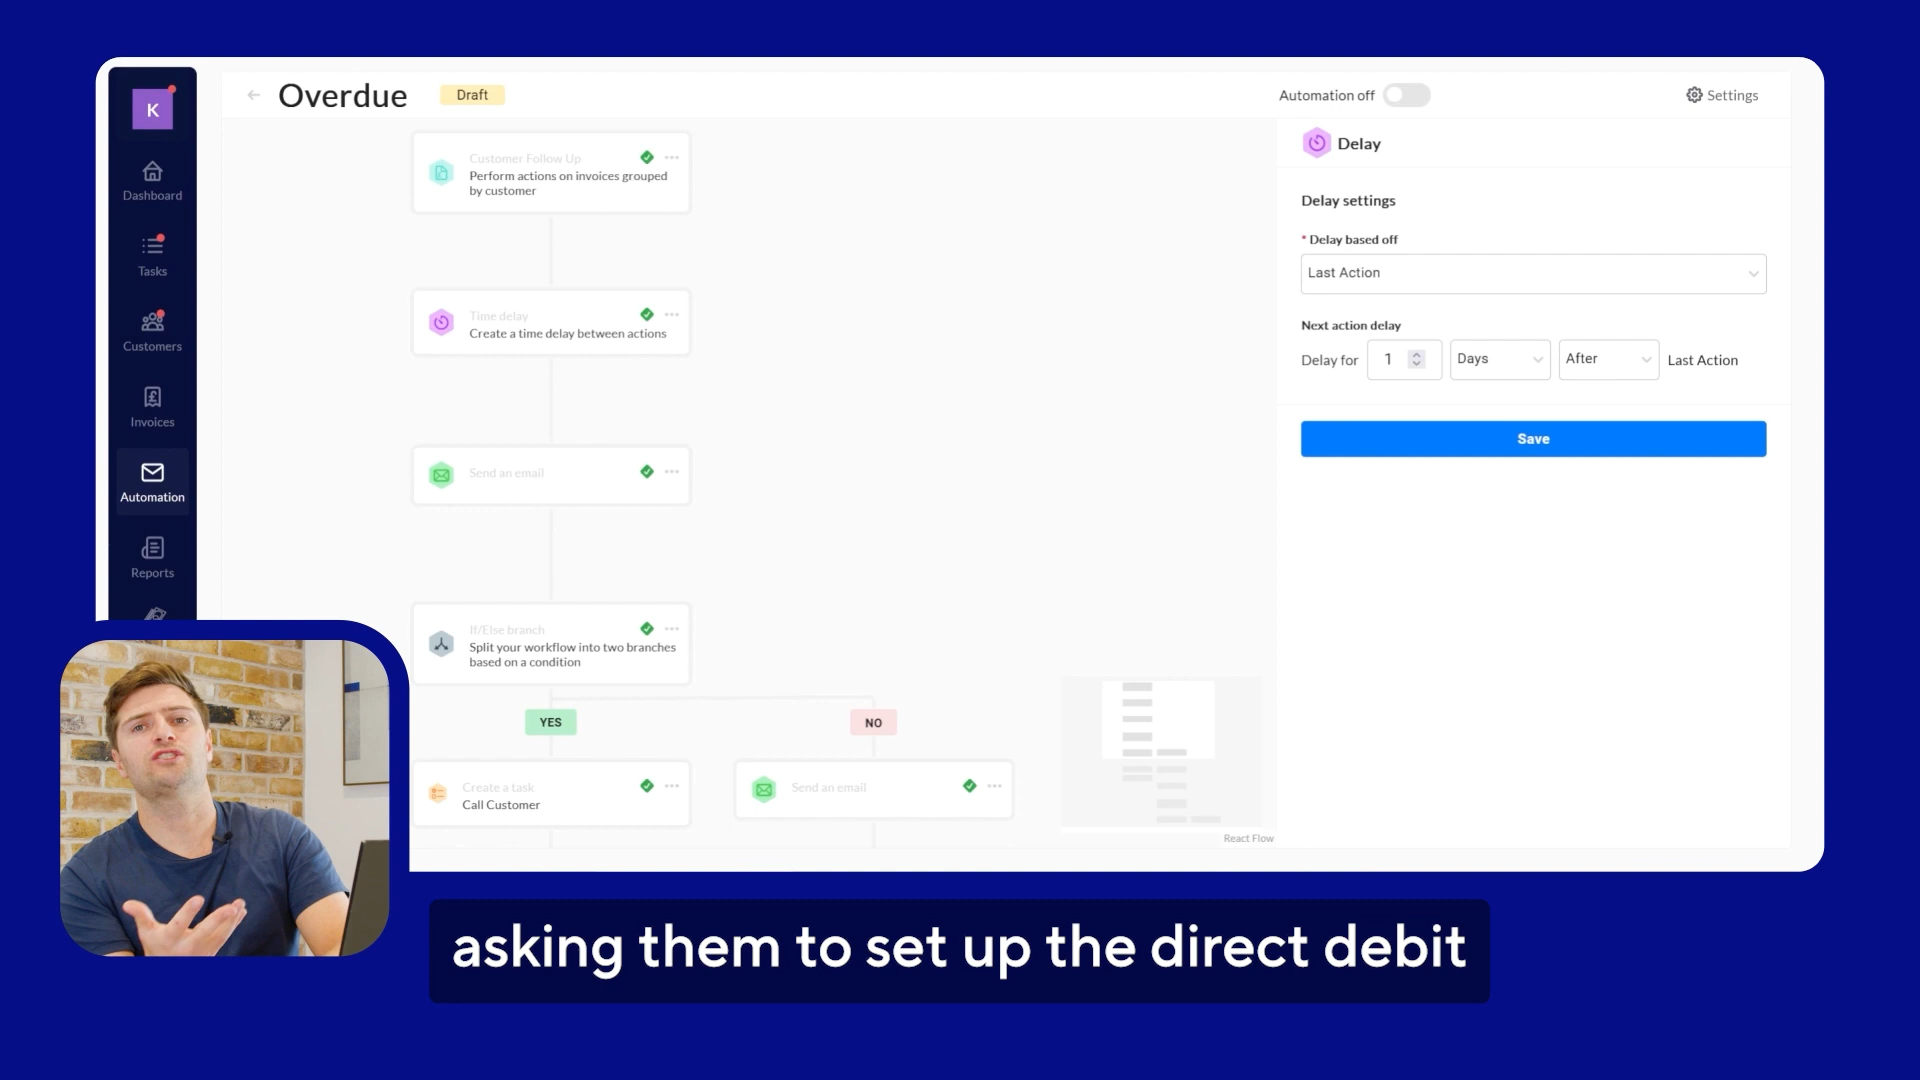 K
Dashboard
Tasks
Customers
Invoices
Automation
Reports
Overdue
Draft
Automation off
Settings
Customer Follow Up
Perform actions on invoices grouped
by customer
Time delay
Create a time delay between actions
Send an email
If/Else branch
Split your workflow into two branches
based on a condition
YES
NO
Create a task
Call Customer
Send an email
React Flow
Delay
Delay settings
* Delay based off
Last Action
Next action delay
Delay for 1 Days After Last Action
Save
asking them to set up the direct debit